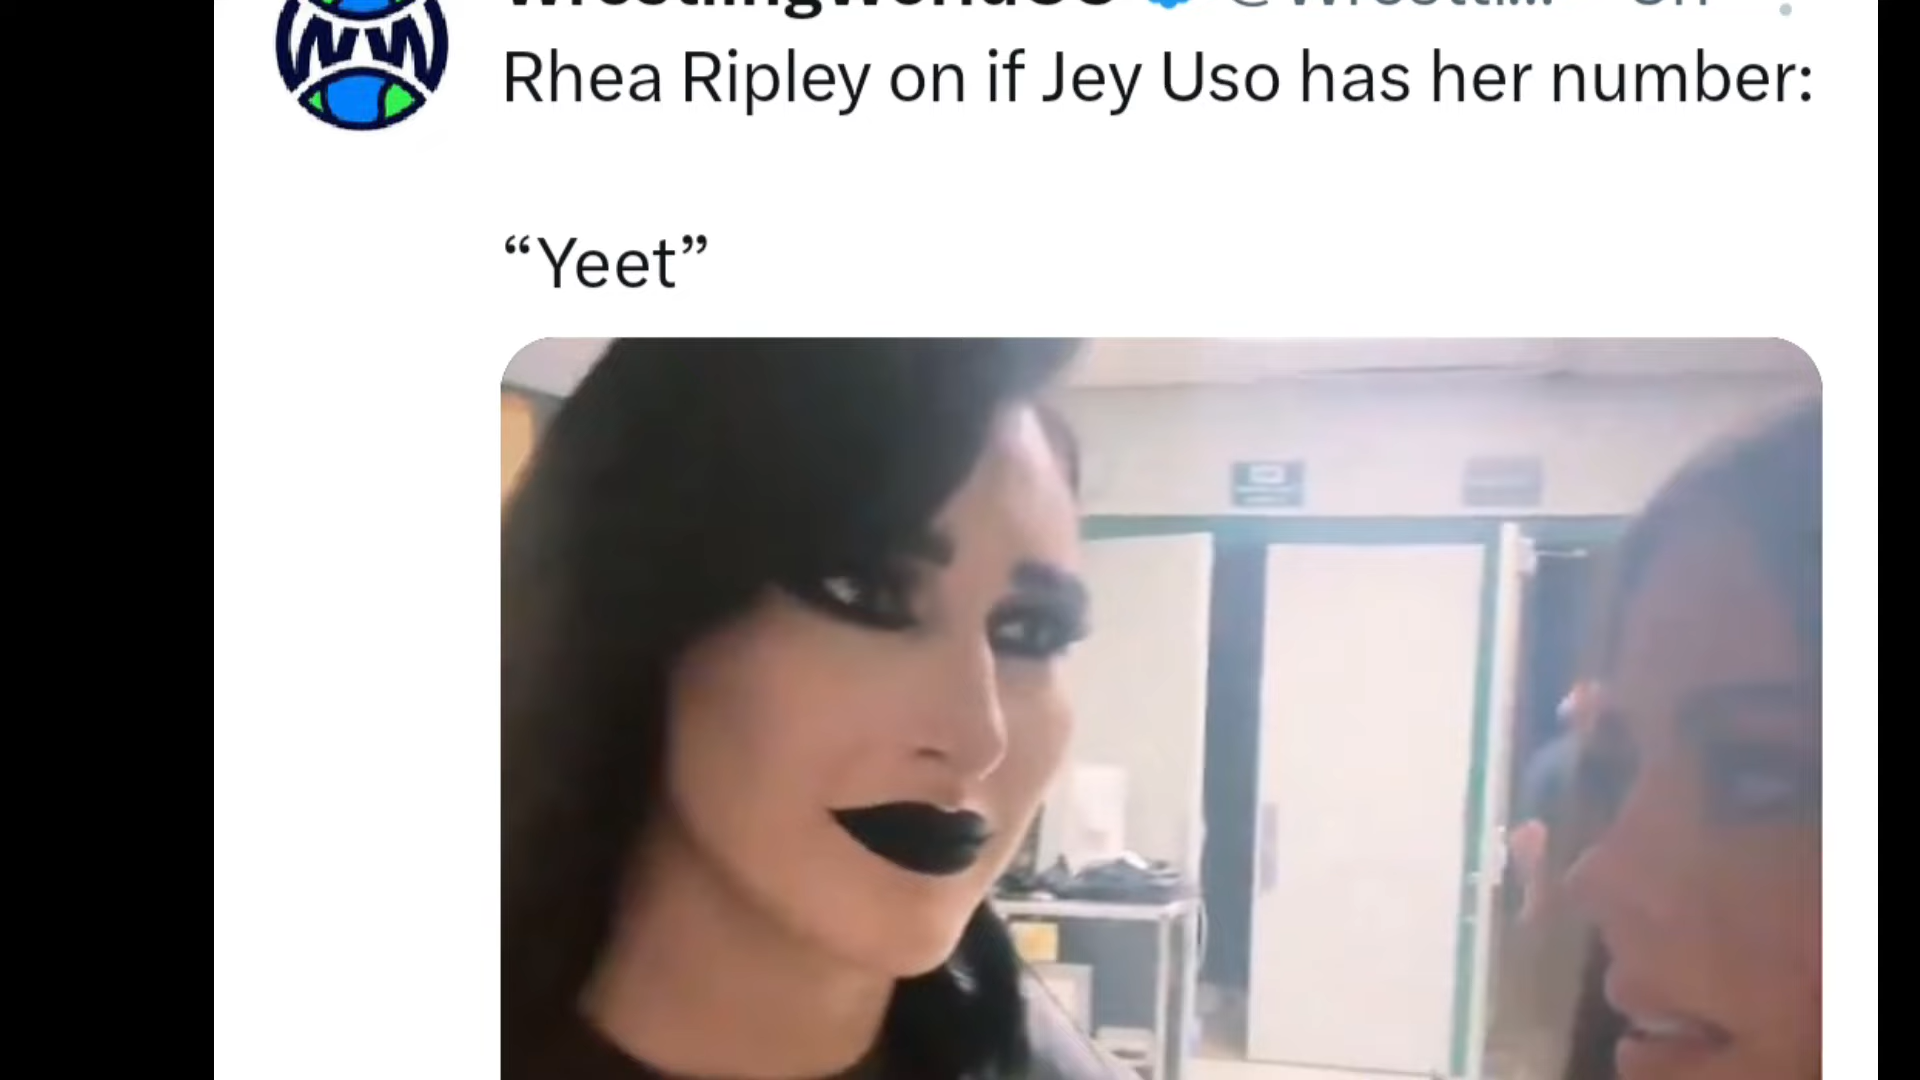 Rhea Ripley on if Jey Uso has her number:
“Yeet”